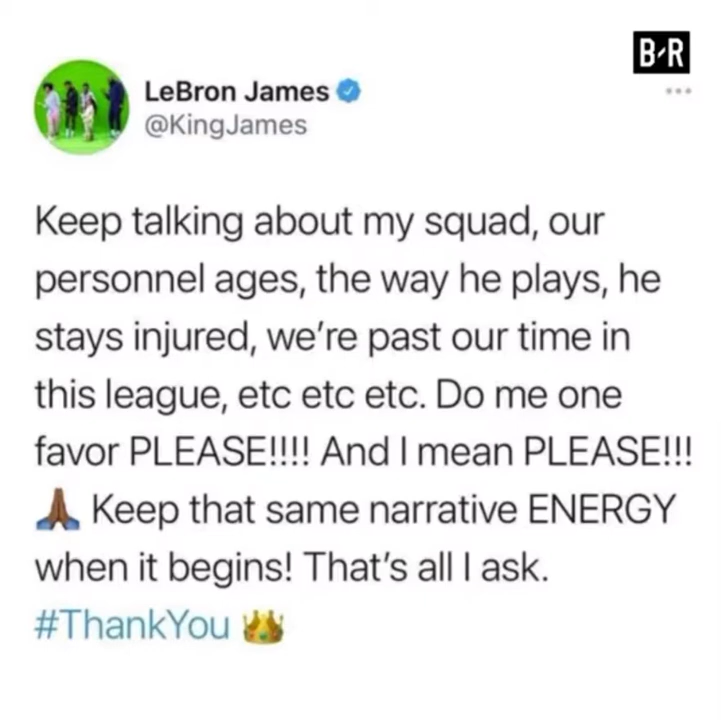 B·R
LeBron James
@KingJames
Keep talking about my squad, our
personnel ages, the way he plays, he
stays injured, we’re past our time in
this league, etc etc etc. Do me one
favor PLEASE!!!! And I mean PLEASE!!!
🙏🏾 Keep that same narrative ENERGY
when it begins! That’s all I ask.
#ThankYou 👑